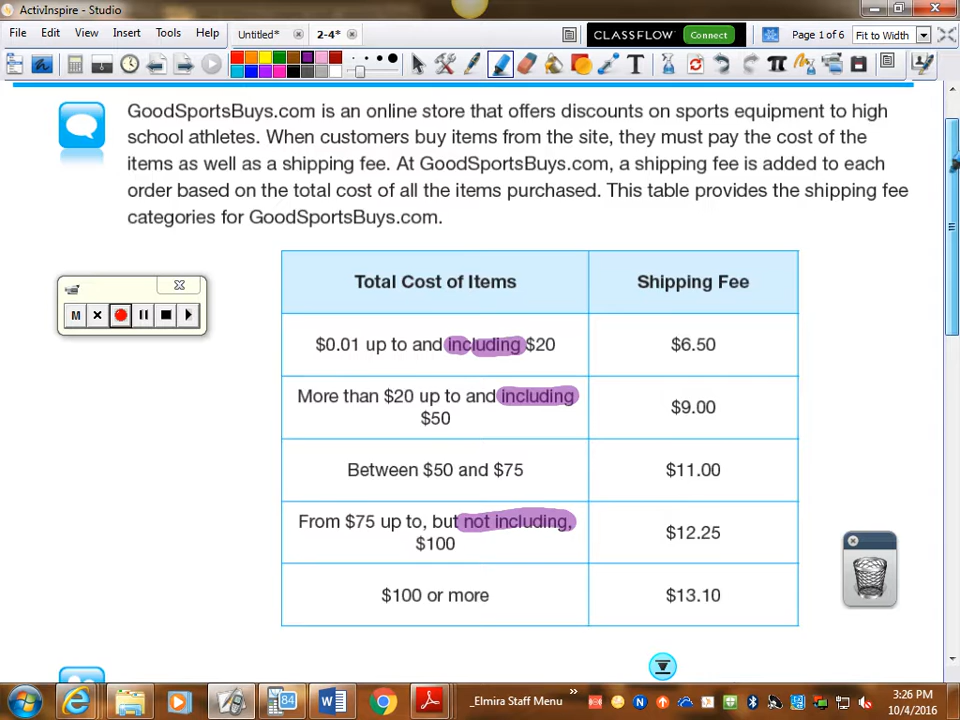 ActivInspire - Studio
File Edit View Insert Tools Help Untitled* 2-4* CLASSFLOW Connect Page 1 of 6 Fit to Width
GoodSportsBuys.com is an online store that offers discounts on sports equipment to high
school athletes. When customers buy items from the site, they must pay the cost of the
items as well as a shipping fee. At GoodSportsBuys.com, a shipping fee is added to each
order based on the total cost of all the items purchased. This table provides the shipping fee
categories for GoodSportsBuys.com.
Total Cost of Items Shipping Fee
$0.01 up to and including $20 $6.50
More than $20 up to and including
$50 $9.00
Between $50 and $75 $11.00
From $75 up to, but not including,
$100 $12.25
$100 or more $13.10
M
84
_Elmira Staff Menu
3:26 PM
10/4/2016